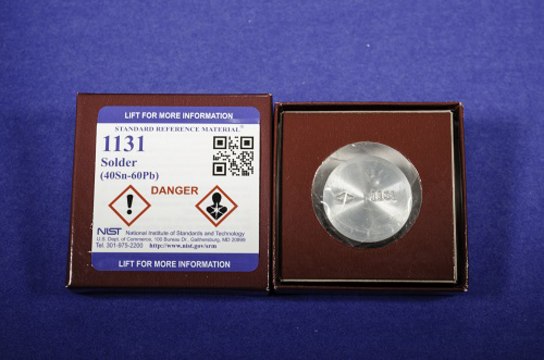 LIFT FOR MORE INFORMATION
STANDARD REFERENCE MATERIAL®
1131
Solder
(40Sn-60Pb)
DANGER
NIST National Institute of Standards and Technology
U.S. Dept. of Commerce, 100 Bureau Dr., Gaithersburg, MD 20899
Tel. 301-975-2200 http://www.nist.gov/srm
LIFT FOR MORE INFORMATION
1131